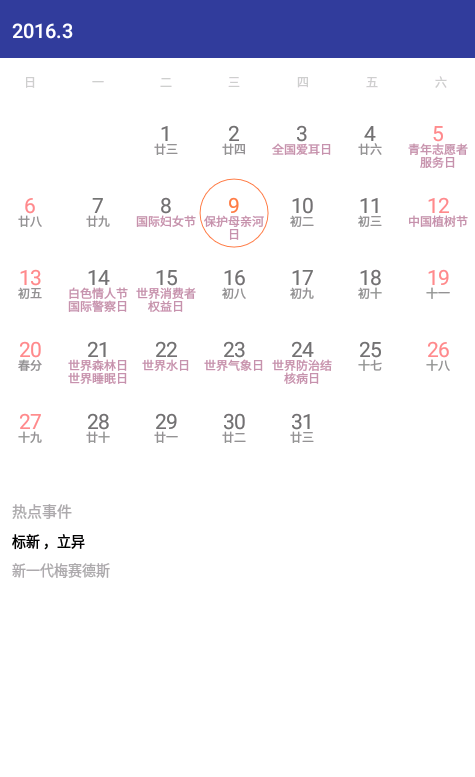 2016.3
日 一 二 三 四 五 六
1 2 3 4 5
廿三 廿四 全国爱耳日 廿六 青年志愿者
服务日
6 7 8 9 10 11 12
廿八 廿九 国际妇女节 保护母亲河 初二 初三 中国植树节
日
13 14 15 16 17 18 19
初五 白色情人节 世界消费者 初八 初九 初十 十一
国际警察日 权益日
20 21 22 23 24 25 26
春分 世界森林日 世界水日 世界气象日 世界防治结 十七 十八
世界睡眠日 核病日
27 28 29 30 31
十九 廿十 廿一 廿二 廿三
热点事件
标新，立异
新一代梅赛德斯